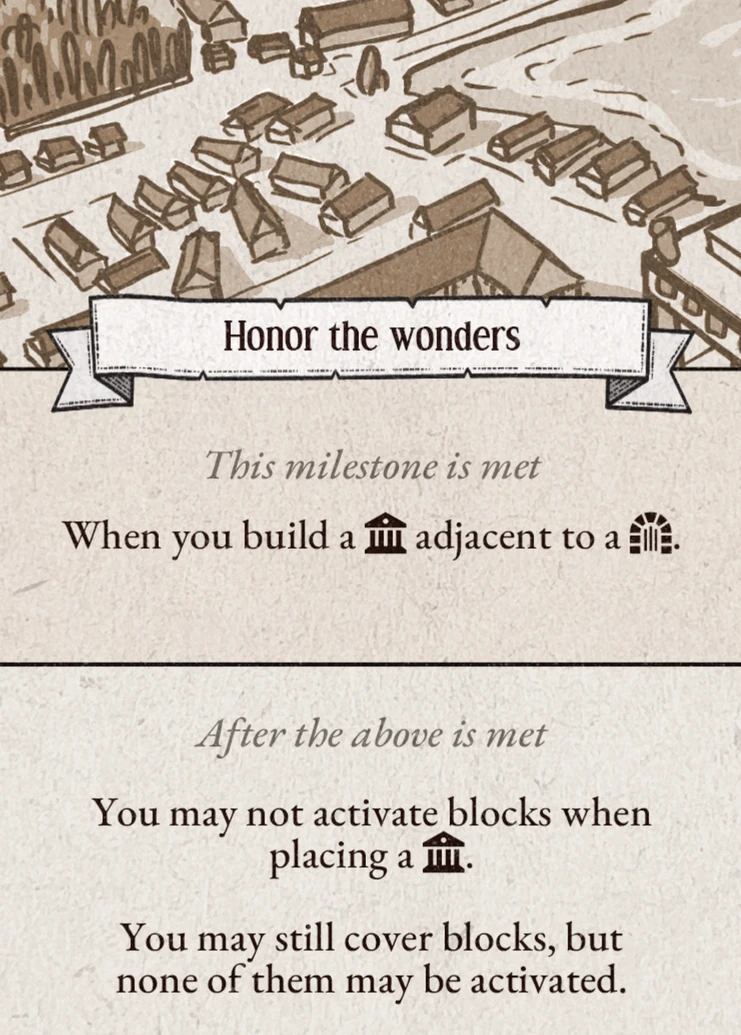 Honor the wonders
This milestone is met
When you build a 🏛 adjacent to a .
After the above is met
You may not activate blocks when
placing a 🏛.
You may still cover blocks, but
none of them may be activated.